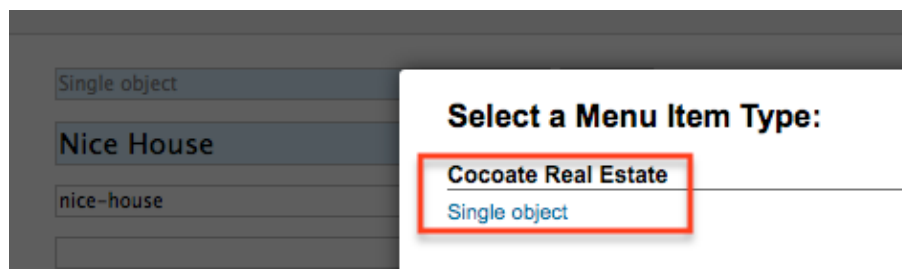 Single object
Nice House
nice-house
Select a Menu Item Type:
Cocoate Real Estate
Single object